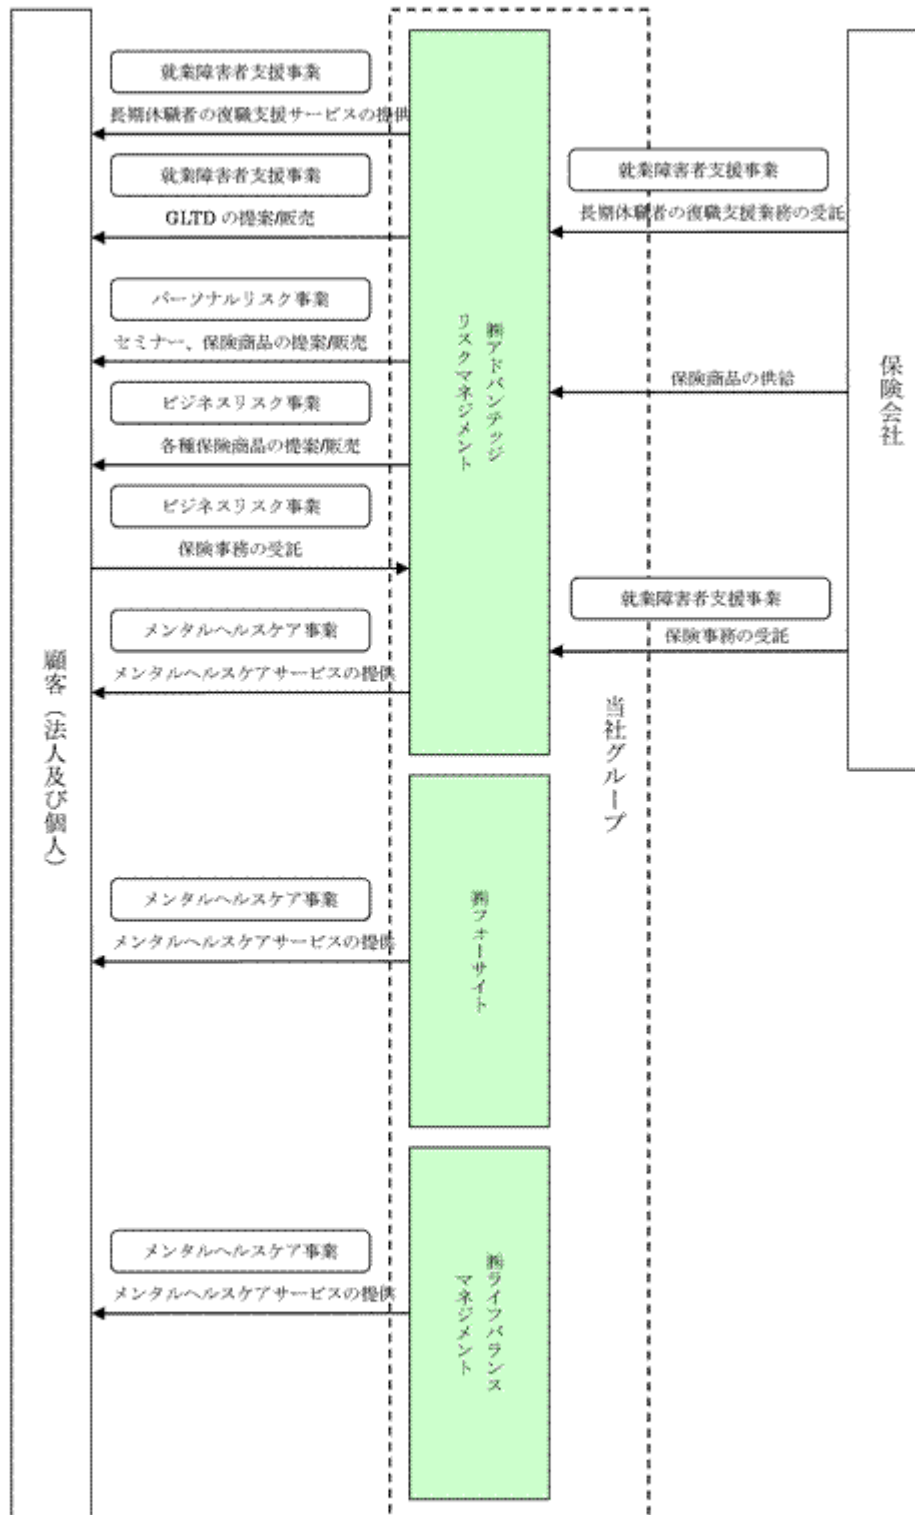 就業障害者支援事業
長期休職者の復職支援サービスの提供
就業障害者支援事業
GLTD の提案/販売
パーソナルリスク事業
セミナー、保険商品の提案/販売
ビジネスリスク事業
各種保険商品の提案/販売
ビジネスリスク事業
保険事務の受託
メンタルヘルスケア事業
メンタルヘルスケアサービスの提供
顧客（法人及び個人）
メンタルヘルスケア事業
メンタルヘルスケアサービスの提供
メンタルヘルスケア事業
メンタルヘルスケアサービスの提供
㈱アドバンテッジ
リスクマネジメント
㈱フォーサイト
㈱ライフバランス
マネジメント
当社グループ
就業障害者支援事業
長期休職者の復職支援業務の受託
保険商品の供給
就業障害者支援事業
保険事務の受託
保険会社